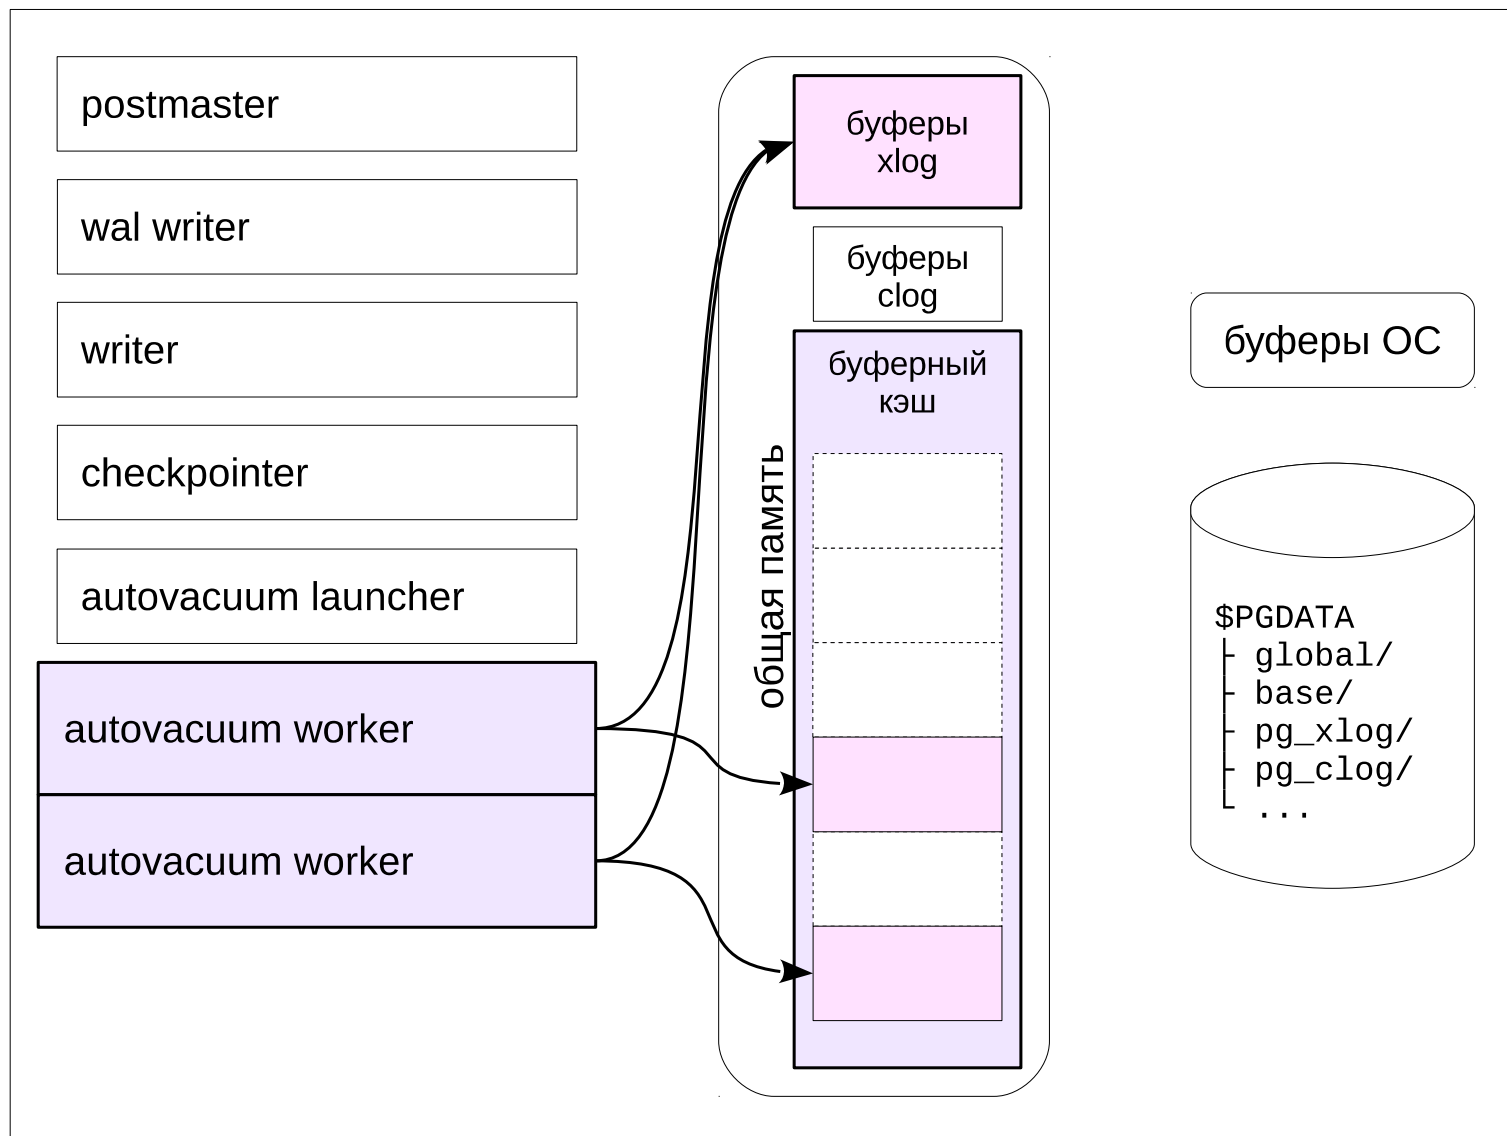 postmaster
wal writer
writer
checkpointer
autovacuum launcher
autovacuum worker
autovacuum worker
общая память
буферы
xlog
буферы
clog
буферный
кэш
буферы ОС
$PGDATA
├ global/
├ base/
├ pg_xlog/
├ pg_clog/
└ ...